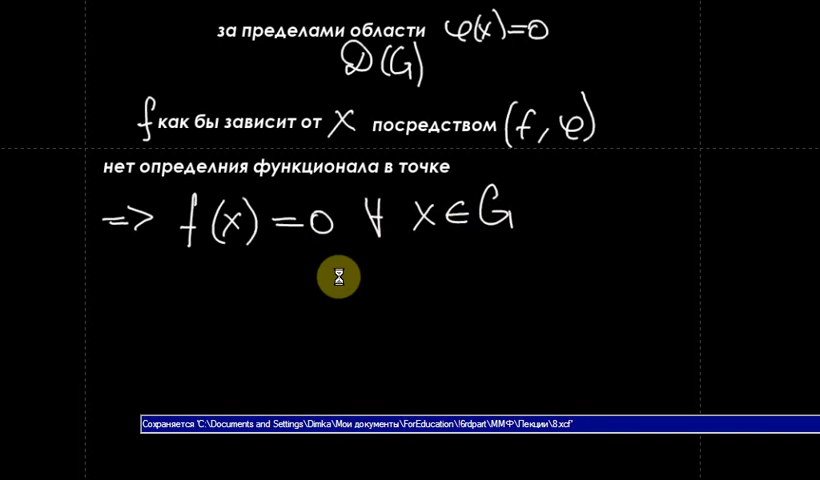 за пределами области φ(x)=0
D(G)
f как бы зависит от x посредством (f, φ)
нет определния функционала в точке
=> f(x)=0 ∀ x∈G
Сохраняется 'C:\Documents and Settings\Dimka\Мои документы\ForEducation\!6rdpart\ММФ\Лекции\8.xcf'